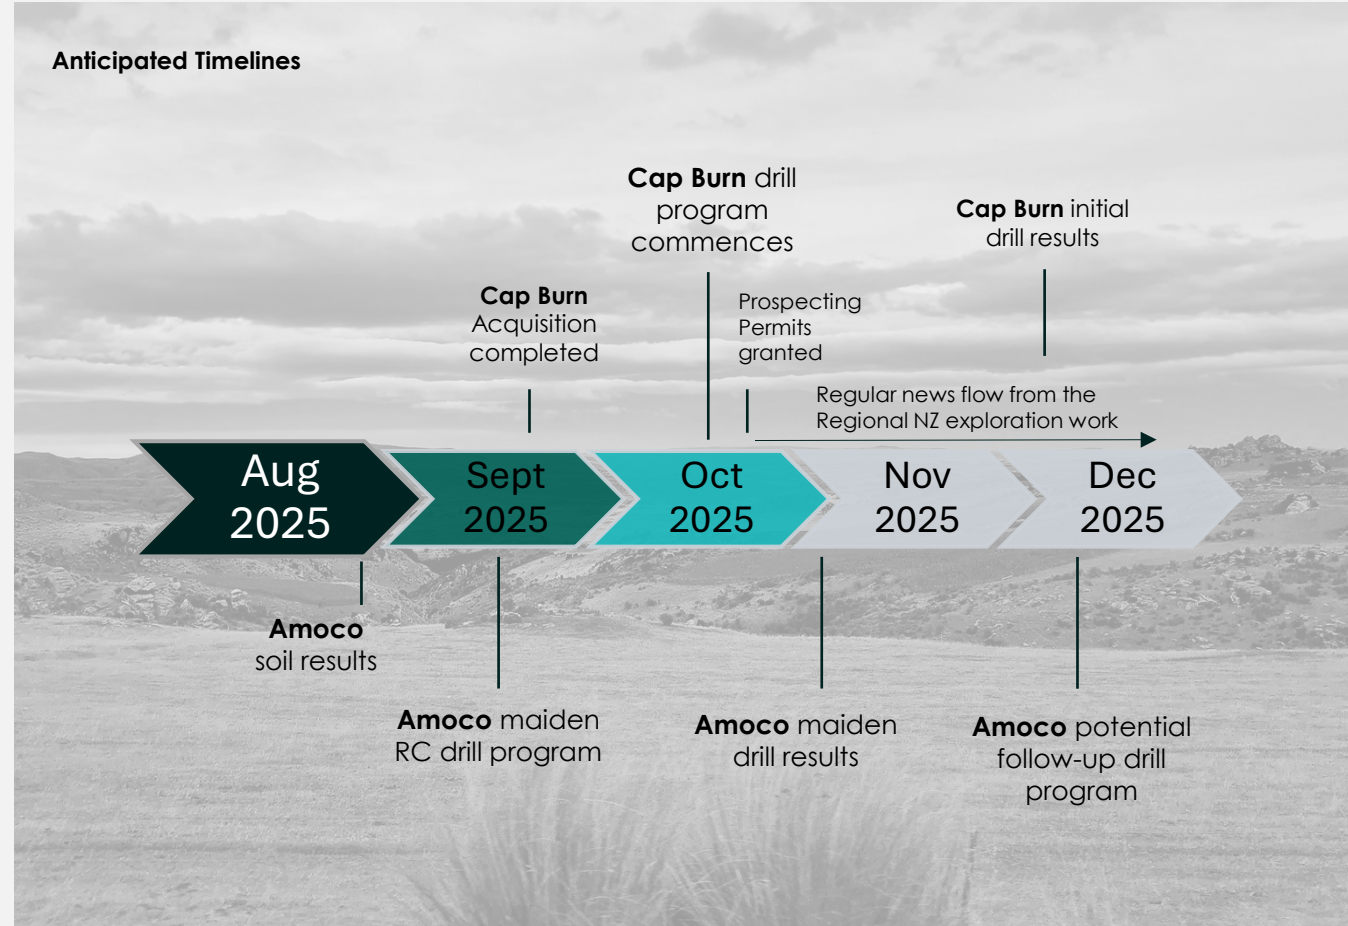 Anticipated Timelines
Cap Burn drill
program
commences
Cap Burn initial
drill results
Cap Burn
Acquisition
completed
Prospecting
Permits
granted
Regular news flow from the
Regional NZ exploration work
Aug
2025
Sept
2025
Oct
2025
Nov
2025
Dec
2025
Amoco
soil results
Amoco maiden
RC drill program
Amoco maiden
drill results
Amoco potential
follow-up drill
program